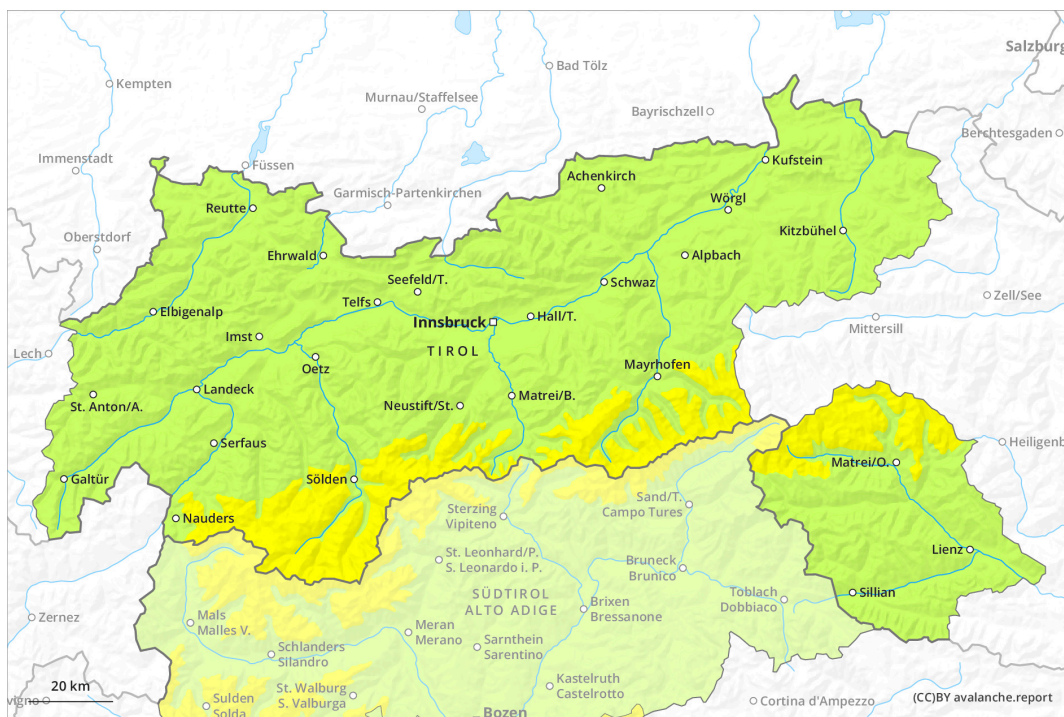 Salzburg
Kempten
Bad Tölz
Murnau/Staffelsee
Bayrischzell
Berchtesgaden
Immenstadt
Füssen
Kufstein
Achenkirch
Garmisch-Partenkirchen
Reutte
Wörgl
Oberstdorf
Kitzbühel
Ehrwald
Alpbach
Seefeld/T.
Schwaz
Zell/See
Telfs
Elbigenalp
Hall/T.
Innsbruck
Mittersill
Imst
Lech
TIROL
Oetz
Mayrhofen
Landeck
Matrei/B.
St. Anton/A.
Neustift/St.
Serfaus
Heiligenb
Matrei/O.
Galtür
Sölden
Sand/T.
Campo Tures
Nauders
Sterzing
Vipiteno
Lienz
St. Leonhard/P.
S. Leonardo i. P.
Bruneck
Brunico
Sillian
SÜDTIROL
ALTO ADIGE
Toblach
Dobbiaco
Brixen
Bressanone
Zernez
Mals
Malles V.
Meran
Merano
Sarnthein
Sarentino
Schlanders
Silandro
Kastelruth
Castelrotto
20 km
St. Walburg
S. Valburga
vigno
Sulden
Solda
Cortina d'Ampezzo
(CC)BY avalanche.report
Bozen